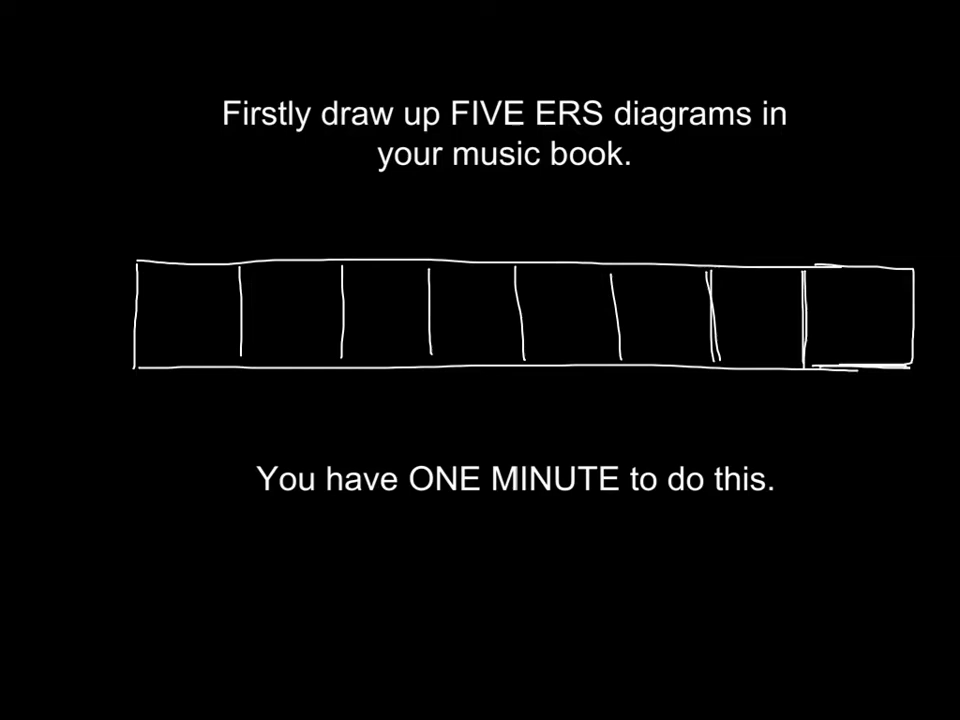 Firstly draw up FIVE ERS diagrams in
your music book.
You have ONE MINUTE to do this.